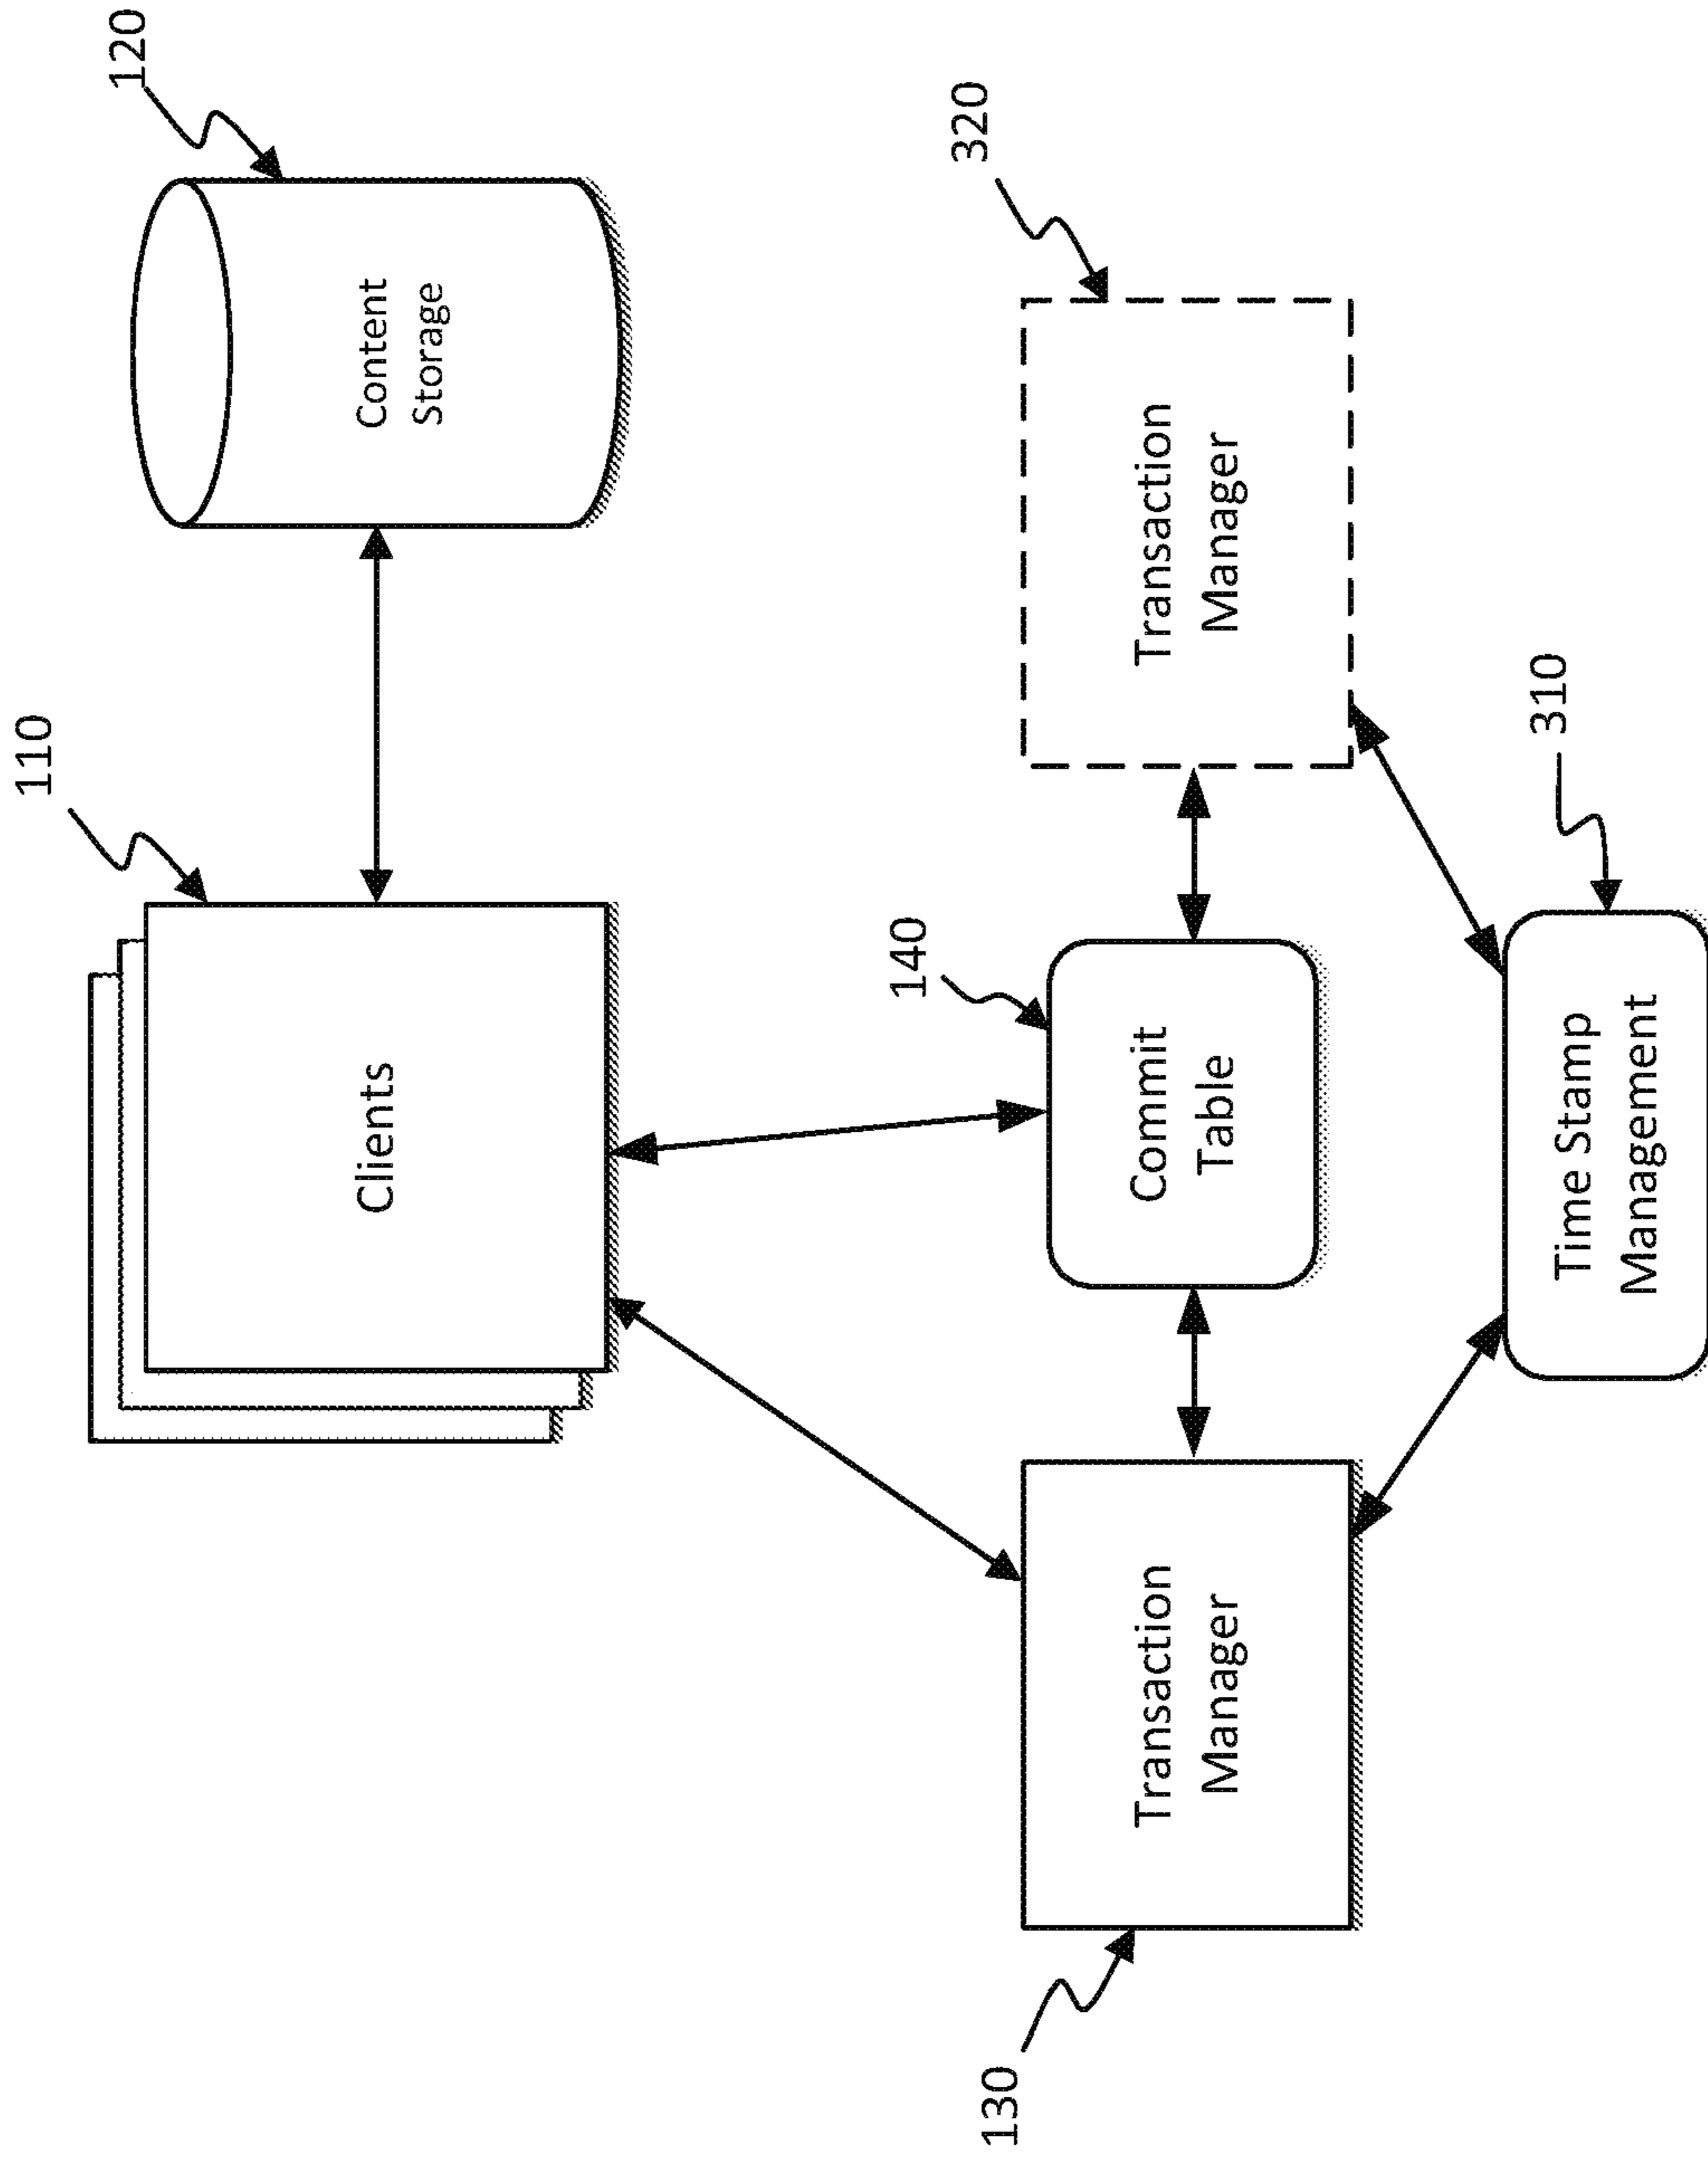 110
120
Clients
Content
Storage
140
320
Commit
Table
Transaction
Manager
130
Transaction
Manager
310
Time Stamp
Management